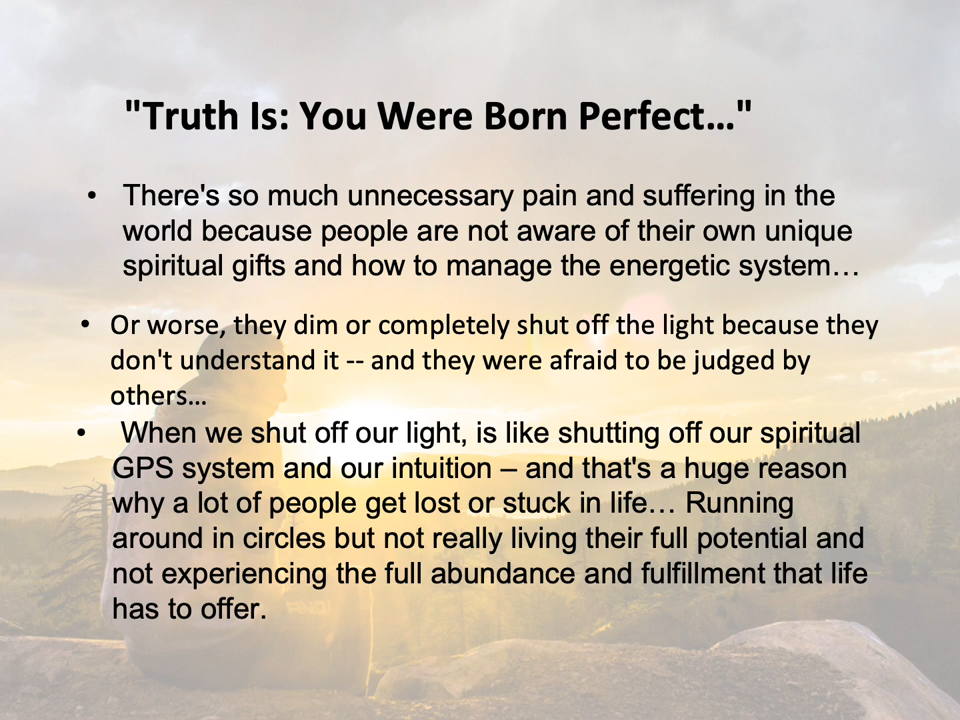 "Truth Is: You Were Born Perfect…"
• There's so much unnecessary pain and suffering in the
world because people are not aware of their own unique
spiritual gifts and how to manage the energetic system…
• Or worse, they dim or completely shut off the light because they
don't understand it -- and they were afraid to be judged by
others…
• When we shut off our light, is like shutting off our spiritual
GPS system and our intuition – and that's a huge reason
why a lot of people get lost or stuck in life… Running
around in circles but not really living their full potential and
not experiencing the full abundance and fulfillment that life
has to offer.